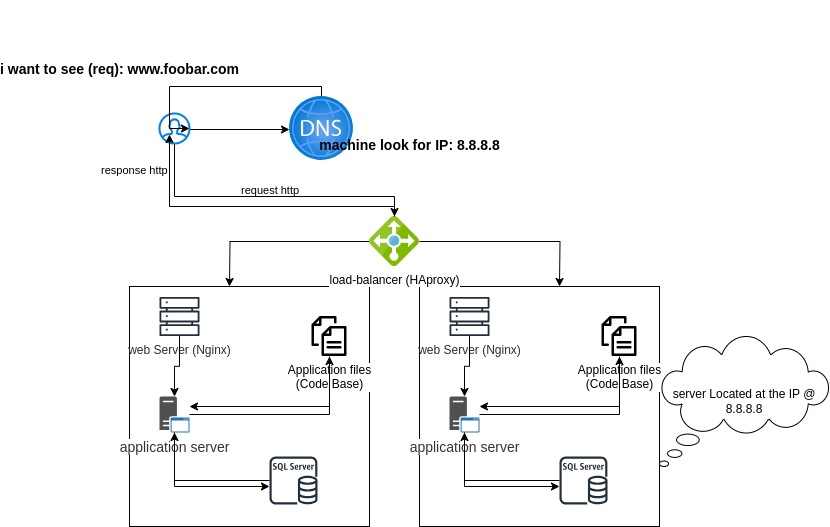 i want to see (req): www.foobar.com
DNS
machine look for IP: 8.8.8.8
response http
request http
load-balancer (HAproxy)
web Server (Nginx)
Application files
(Code Base)
application server
SQL Server
web Server (Nginx)
Application files
(Code Base)
application server
SQL Server
server Located at the IP @
8.8.8.8